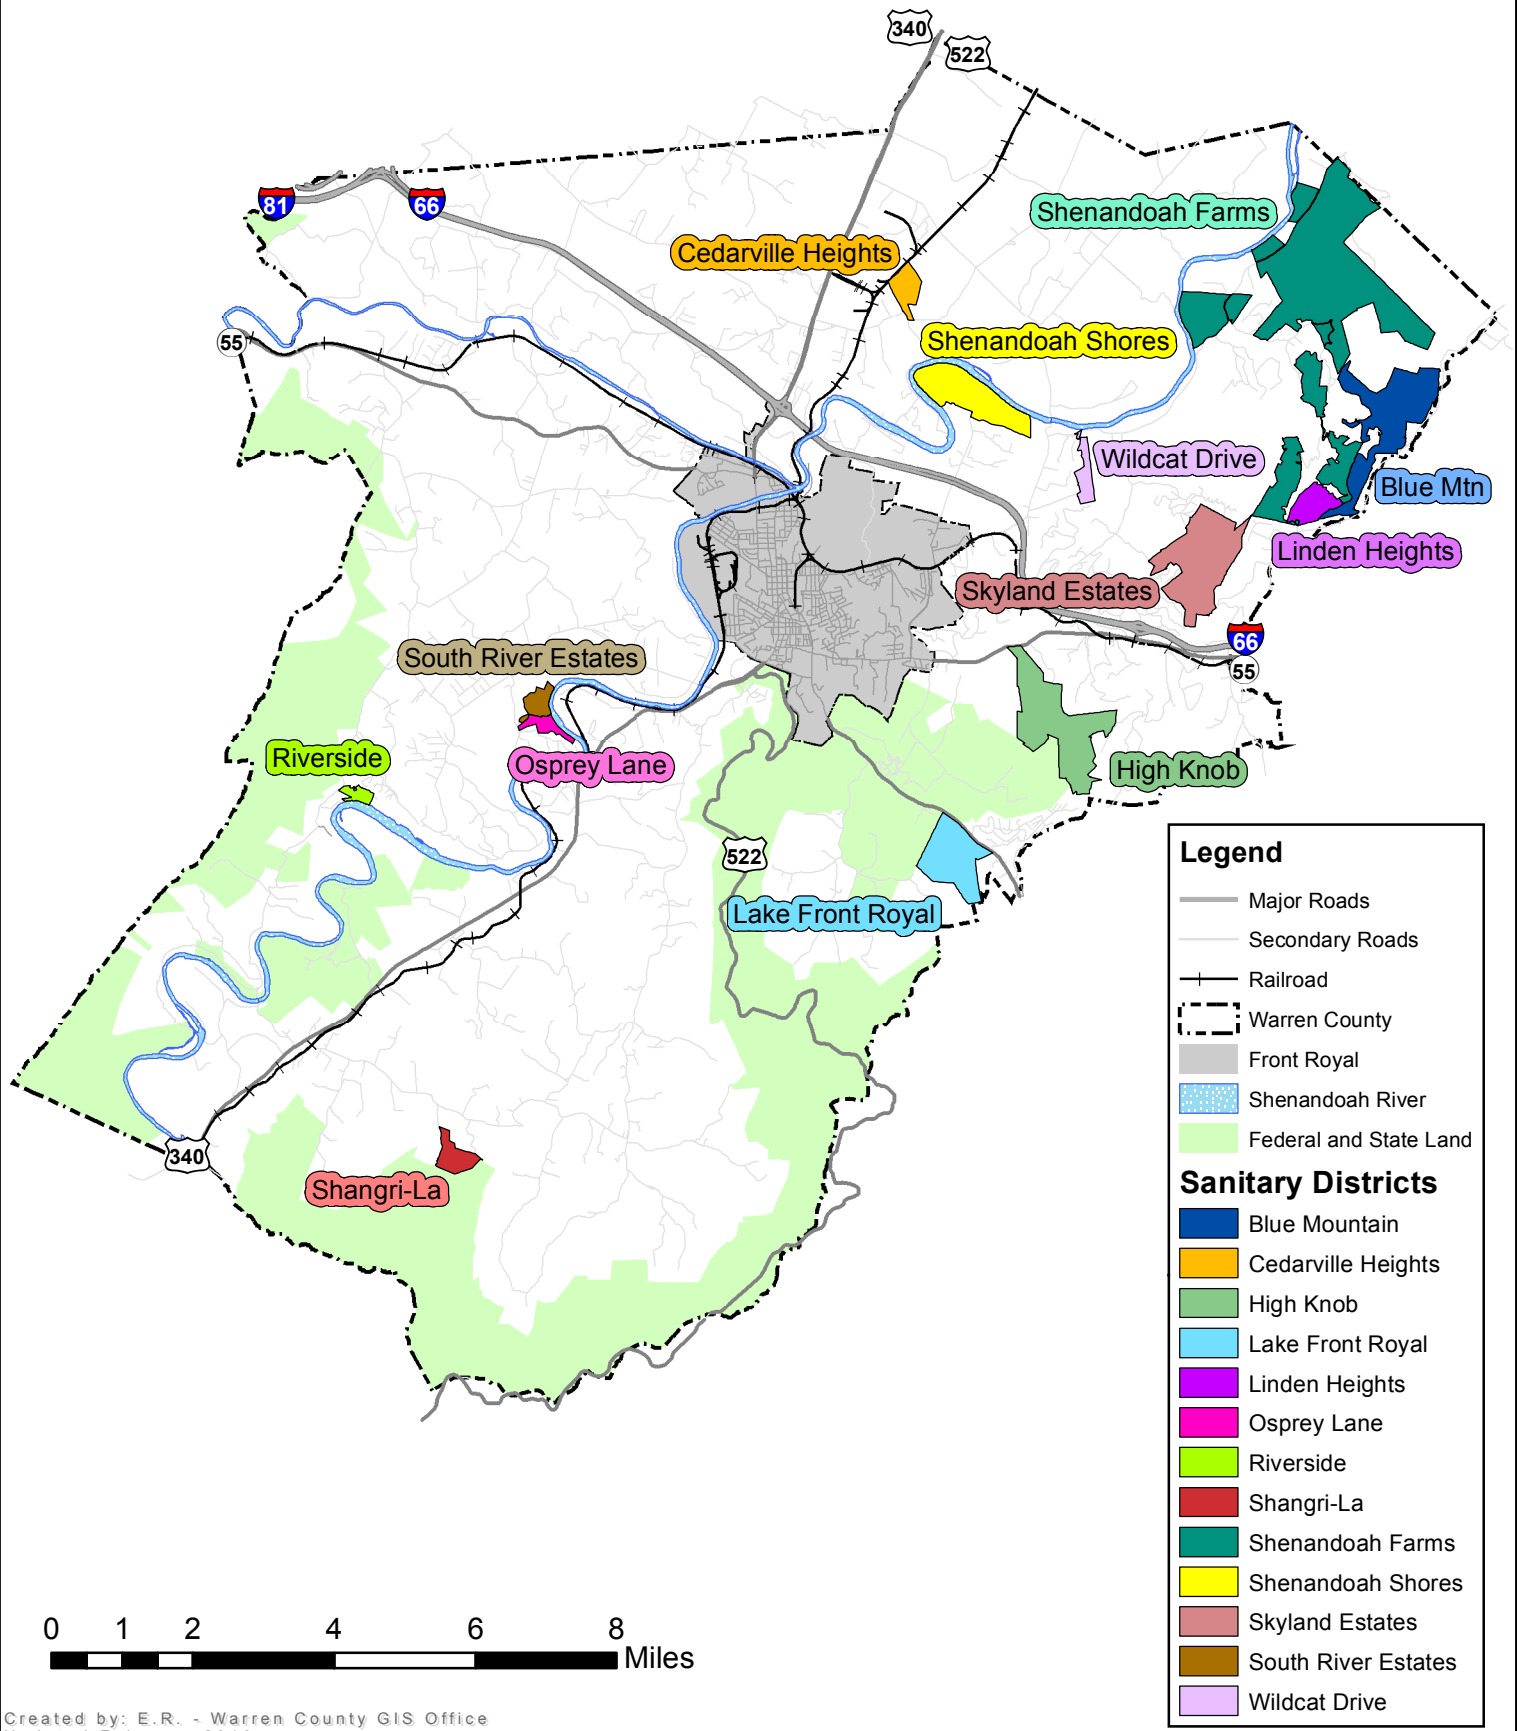 340
522
81
66
Shenandoah Farms
Cedarville Heights
55
Shenandoah Shores
Wildcat Drive
Blue Mtn
Linden Heights
Skyland Estates
66
55
South River Estates
Riverside
Osprey Lane
High Knob
522
Lake Front Royal
340
Shangri-La
Legend
Major Roads
Secondary Roads
Railroad
Warren County
Front Royal
Shenandoah River
Federal and State Land
Sanitary Districts
Blue Mountain
Cedarville Heights
High Knob
Lake Front Royal
Linden Heights
Osprey Lane
Riverside
Shangri-La
Shenandoah Farms
Shenandoah Shores
Skyland Estates
South River Estates
Wildcat Drive
0 1 2 4 6 8
Miles
Created by: E.R. - Warren County GIS Office